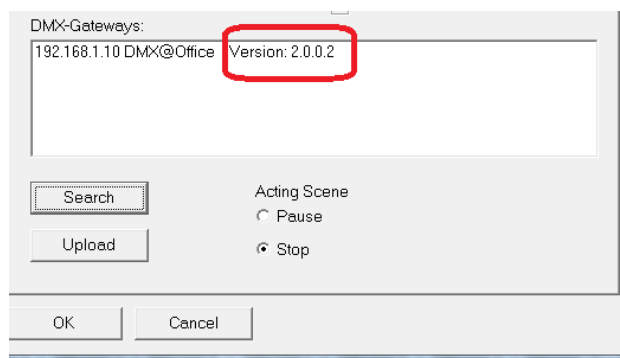 DMX-Gateways:
192.168.1.10 DMX@Office Version: 2.0.0.2
Search
Acting Scene
Pause
Upload
Stop
OK
Cancel